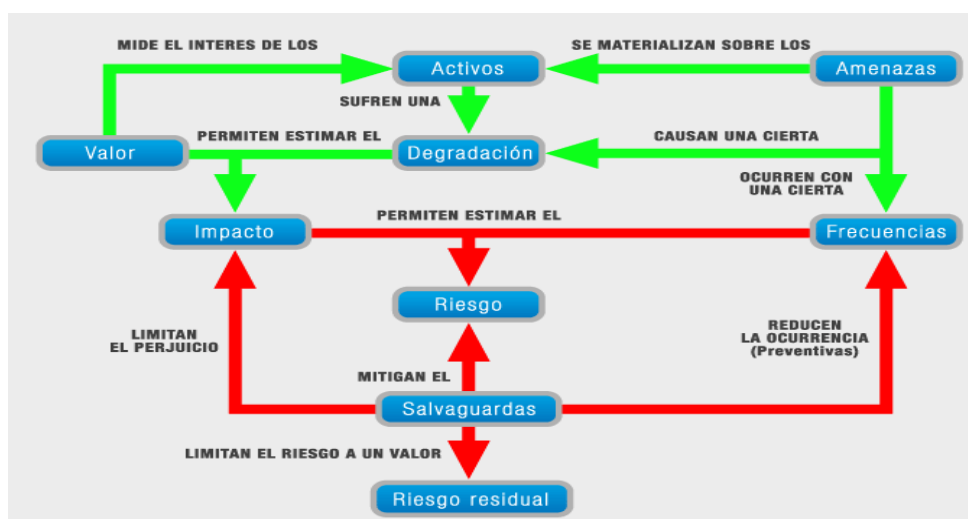 MIDE EL INTERES DE LOS
SE MATERIALIZAN SOBRE LOS
Activos
Amenazas
SUFREN UNA
PERMITEN ESTIMAR EL
CAUSAN UNA CIERTA
Valor
Degradación
OCURREN CON
UNA CIERTA
PERMITEN ESTIMAR EL
Impacto
Frecuencias
Riesgo
LIMITAN
EL PERJUICIO
REDUCEN
LA OCURRENCIA
(Preventivas)
MITIGAN EL
Salvaguardas
LIMITAN EL RIESGO A UN VALOR
Riesgo residual